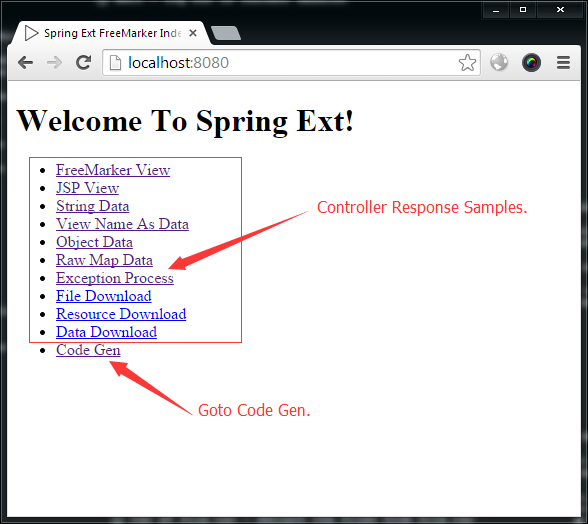 Spring Ext FreeMarker Inde
localhost:8080
Welcome To Spring Ext!
FreeMarker View
JSP View
String Data
View Name As Data
Object Data
Raw Map Data
Exception Process
File Download
Resource Download
Data Download
Code Gen
Controller Response Samples.
Goto Code Gen.